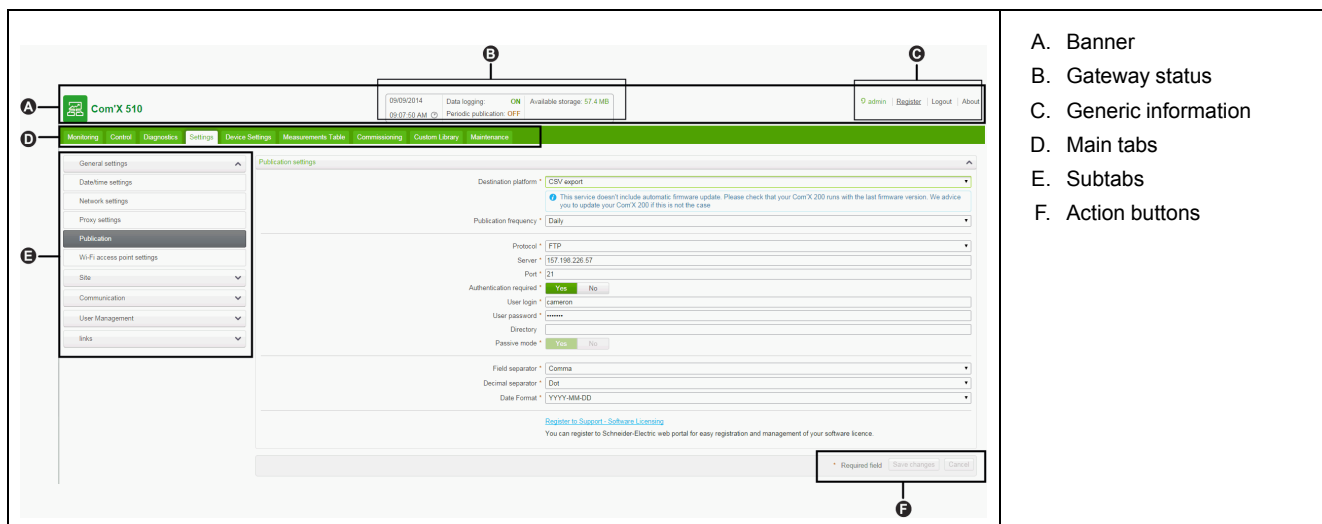 B
C
A
Com'X 510
09/09/2014 Data logging: ON Available storage: 57.4 MB
09:07:50 AM Periodic publication: OFF
admin | Register | Logout | About
D
Monitoring Control Diagnostics Settings Device Settings Measurements Table Commissioning Custom Library Maintenance
E
General settings
Date/time settings
Network settings
Proxy settings
Publication
Wi-Fi access point settings
Site
Communication
User Management
links
Publication settings
Destination platform * CSV export
This service doesn't include automatic firmware update. Please check that your Com'X 200 runs with the last firmware version. We advice
you to update your Com'X 200 if this is not the case
Publication frequency * Daily
Protocol * FTP
Server * 157.198.226.57
Port * 21
Authentication required * Yes No
User login * cameron
User password * •••••••
Directory
Passive mode * Yes No
Field separator * Comma
Decimal separator * Dot
Date Format * YYYY-MM-DD
Register to Support - Software Licensing
You can register to Schneider-Electric web portal for easy registration and management of your software licence.
* Required field Save changes Cancel
F
A. Banner
B. Gateway status
C. Generic information
D. Main tabs
E. Subtabs
F. Action buttons